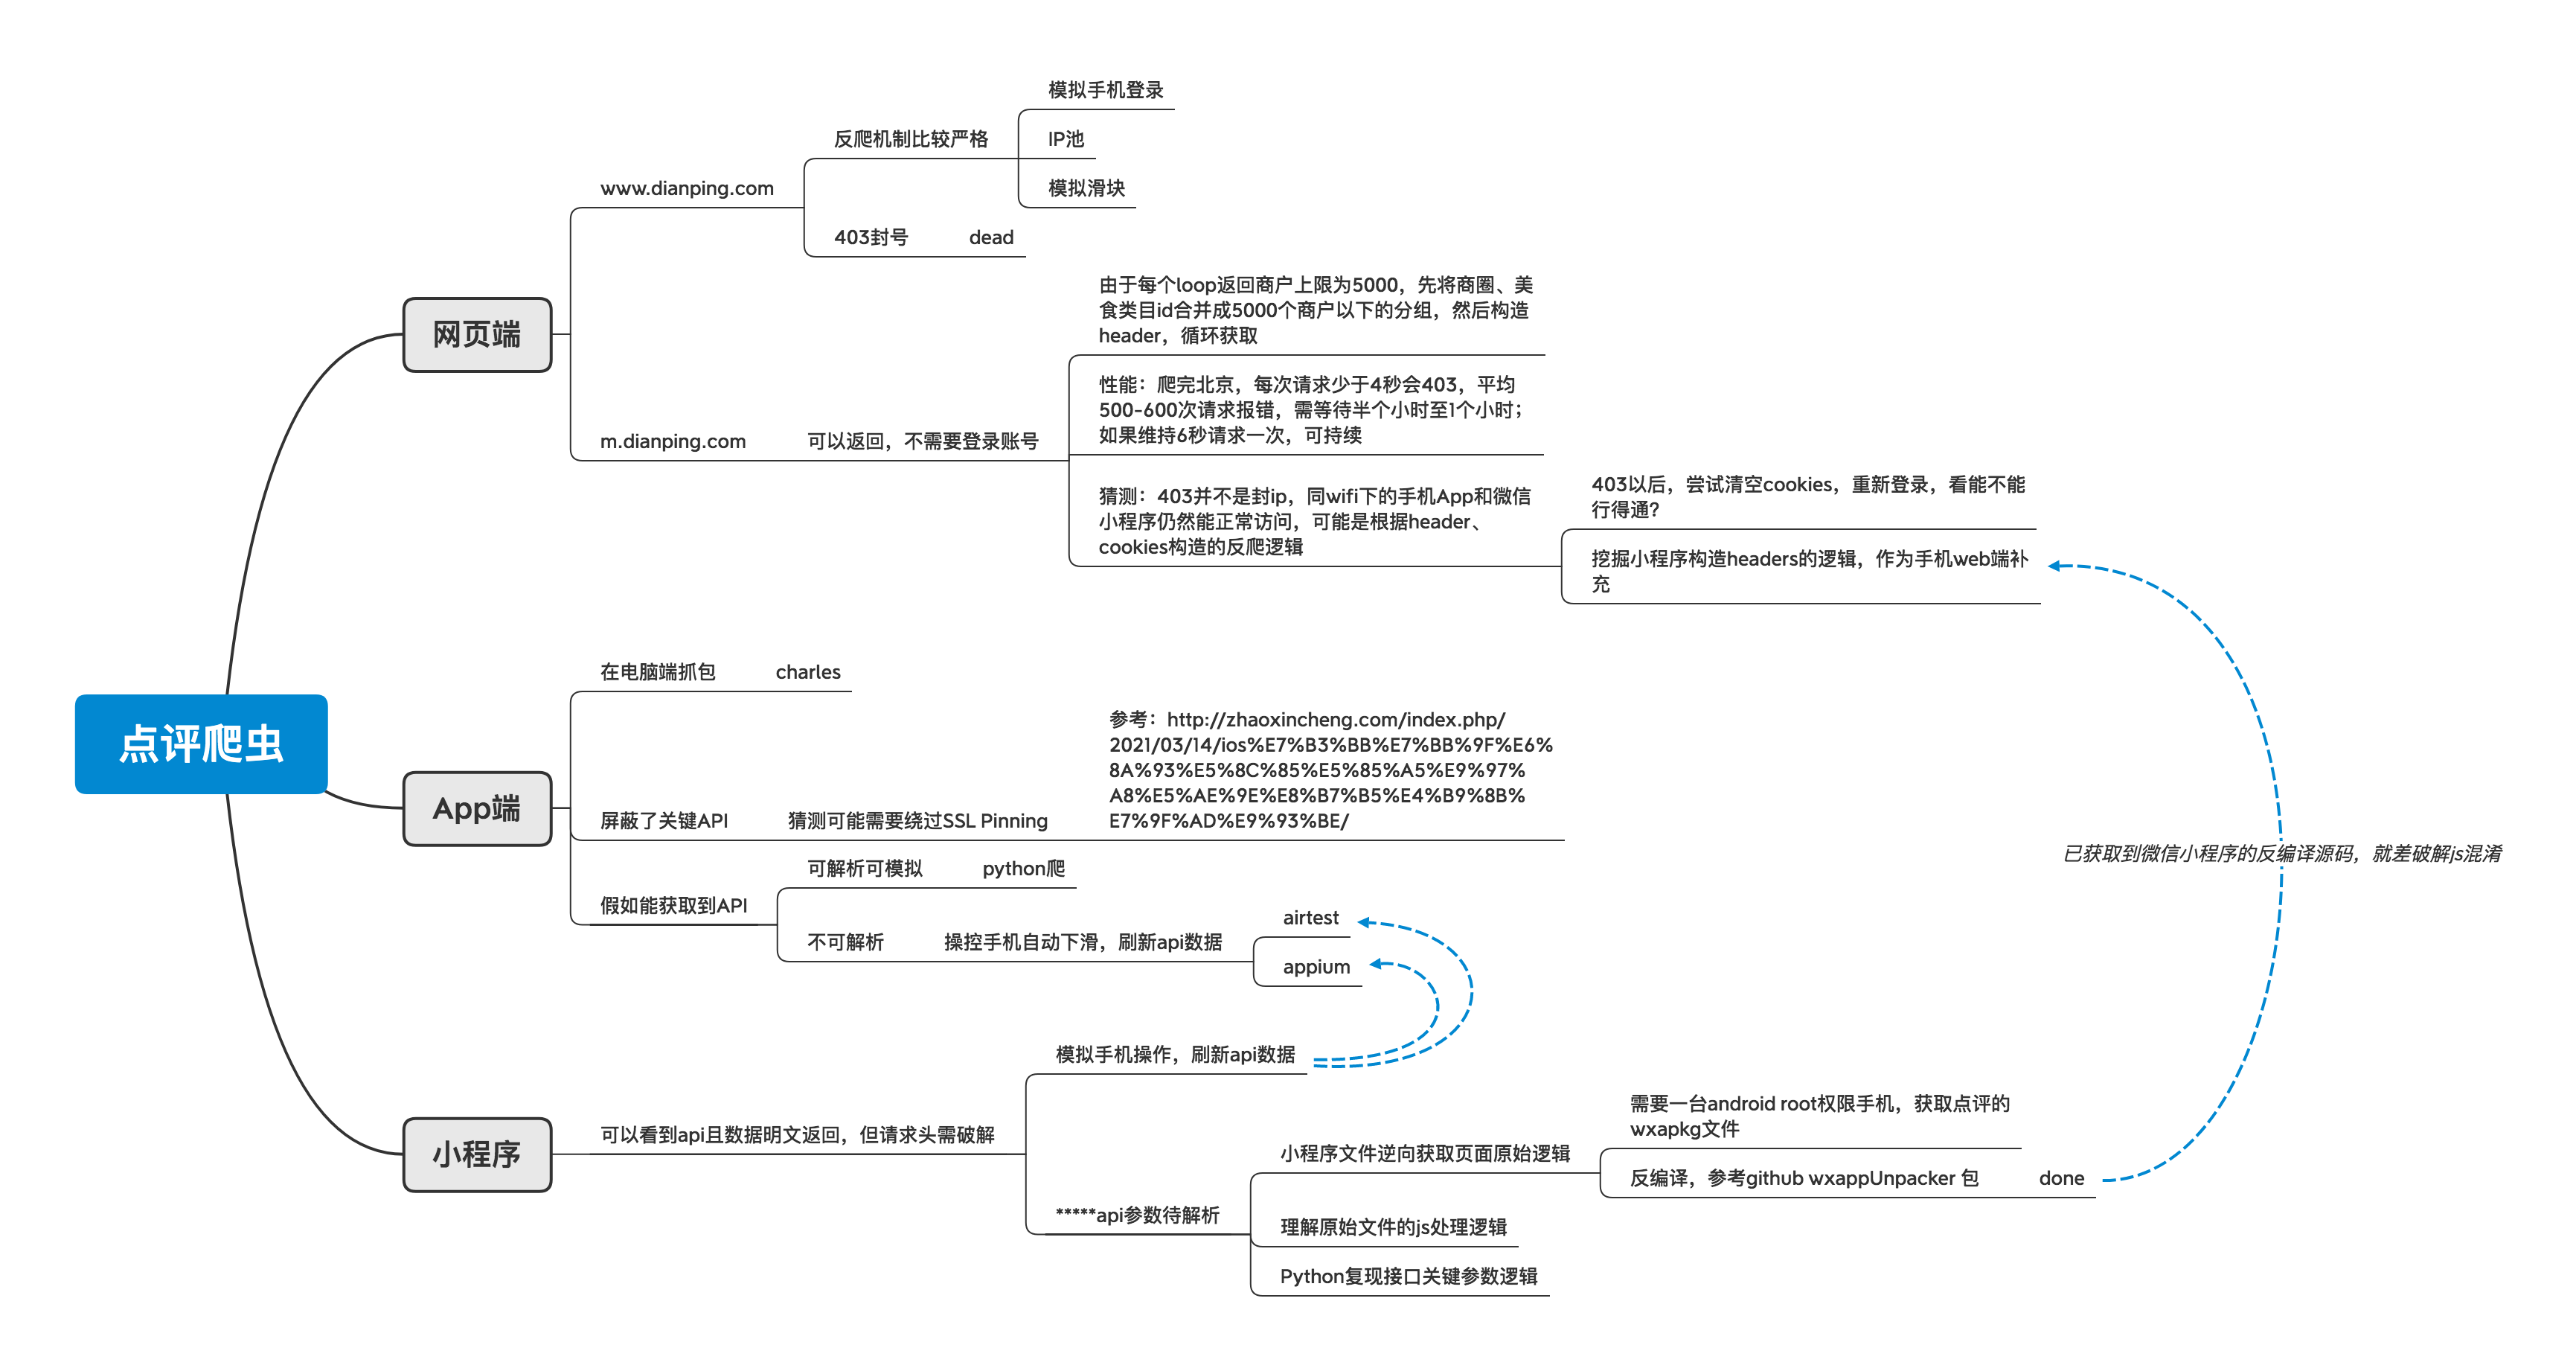 点评爬虫
网页端
www.dianping.com
反爬机制比较严格
模拟手机登录
IP池
模拟滑块
403封号
dead
m.dianping.com
可以返回，不需要登录账号
由于每个loop返回商户上限为5000，先将商圈、美
食类目id合并成5000个商户以下的分组，然后构造
header，循环获取
性能：爬完北京，每次请求少于4秒会403，平均
500-600次请求报错，需等待半个小时至1个小时；
如果维持6秒请求一次，可持续
猜测：403并不是封ip，同wifi下的手机App和微信
小程序仍然能正常访问，可能是根据header、
cookies构造的反爬逻辑
403以后，尝试清空cookies，重新登录，看能不能
行得通？
挖掘小程序构造headers的逻辑，作为手机web端补
充
App端
在电脑端抓包
charles
屏蔽了关键API
猜测可能需要绕过SSL Pinning
参考：http://zhaoxincheng.com/index.php/
2021/03/14/ios%E7%B3%BB%E7%BB%9F%E6%
8A%93%E5%8C%85%E5%85%A5%E9%97%
A8%E5%AE%9E%E8%B7%B5%E4%B9%8B%
E7%9F%AD%E9%93%BE/
假如能获取到API
可解析可模拟
python爬
不可解析
操控手机自动下滑，刷新api数据
airtest
appium
小程序
可以看到api且数据明文返回，但请求头需破解
模拟手机操作，刷新api数据
*****api参数待解析
小程序文件逆向获取页面原始逻辑
需要一台android root权限手机，获取点评的
wxapkg文件
反编译，参考github wxappUnpacker 包
done
理解原始文件的js处理逻辑
Python复现接口关键参数逻辑
已获取到微信小程序的反编译源码，就差破解js混淆